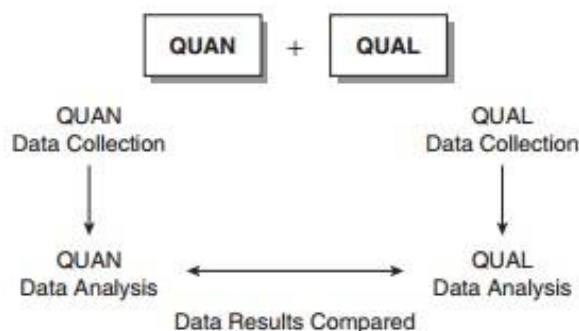 QUAN + QUAL
QUAN
Data Collection
QUAL
Data Collection
QUAN
Data Analysis
QUAL
Data Analysis
Data Results Compared